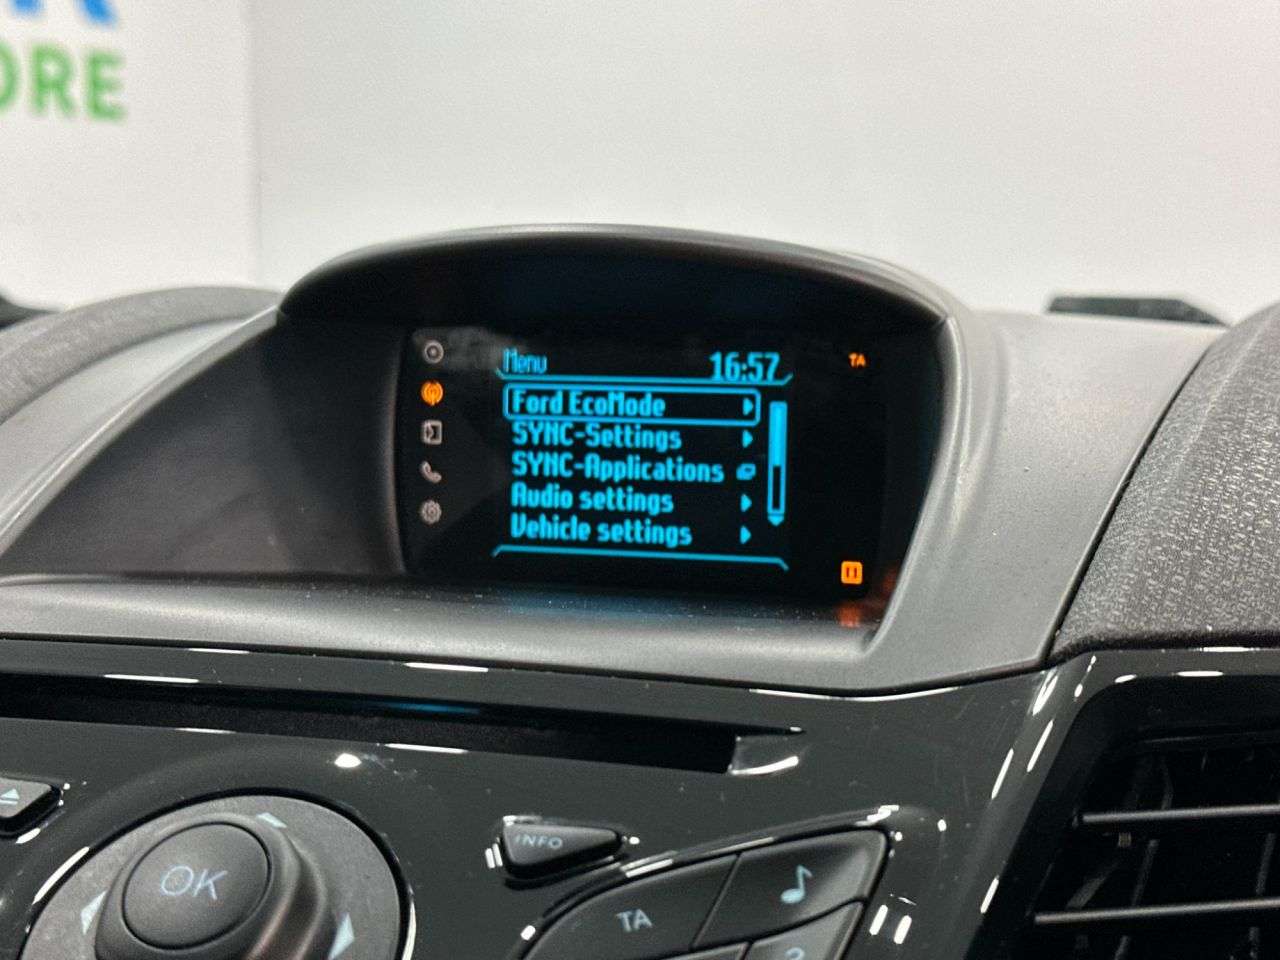 ORE
Menu 16:57
TA
Ford EcoMode
SYNC-Settings
SYNC-Applications
Audio settings
Vehicle settings
INFO
OK
TA